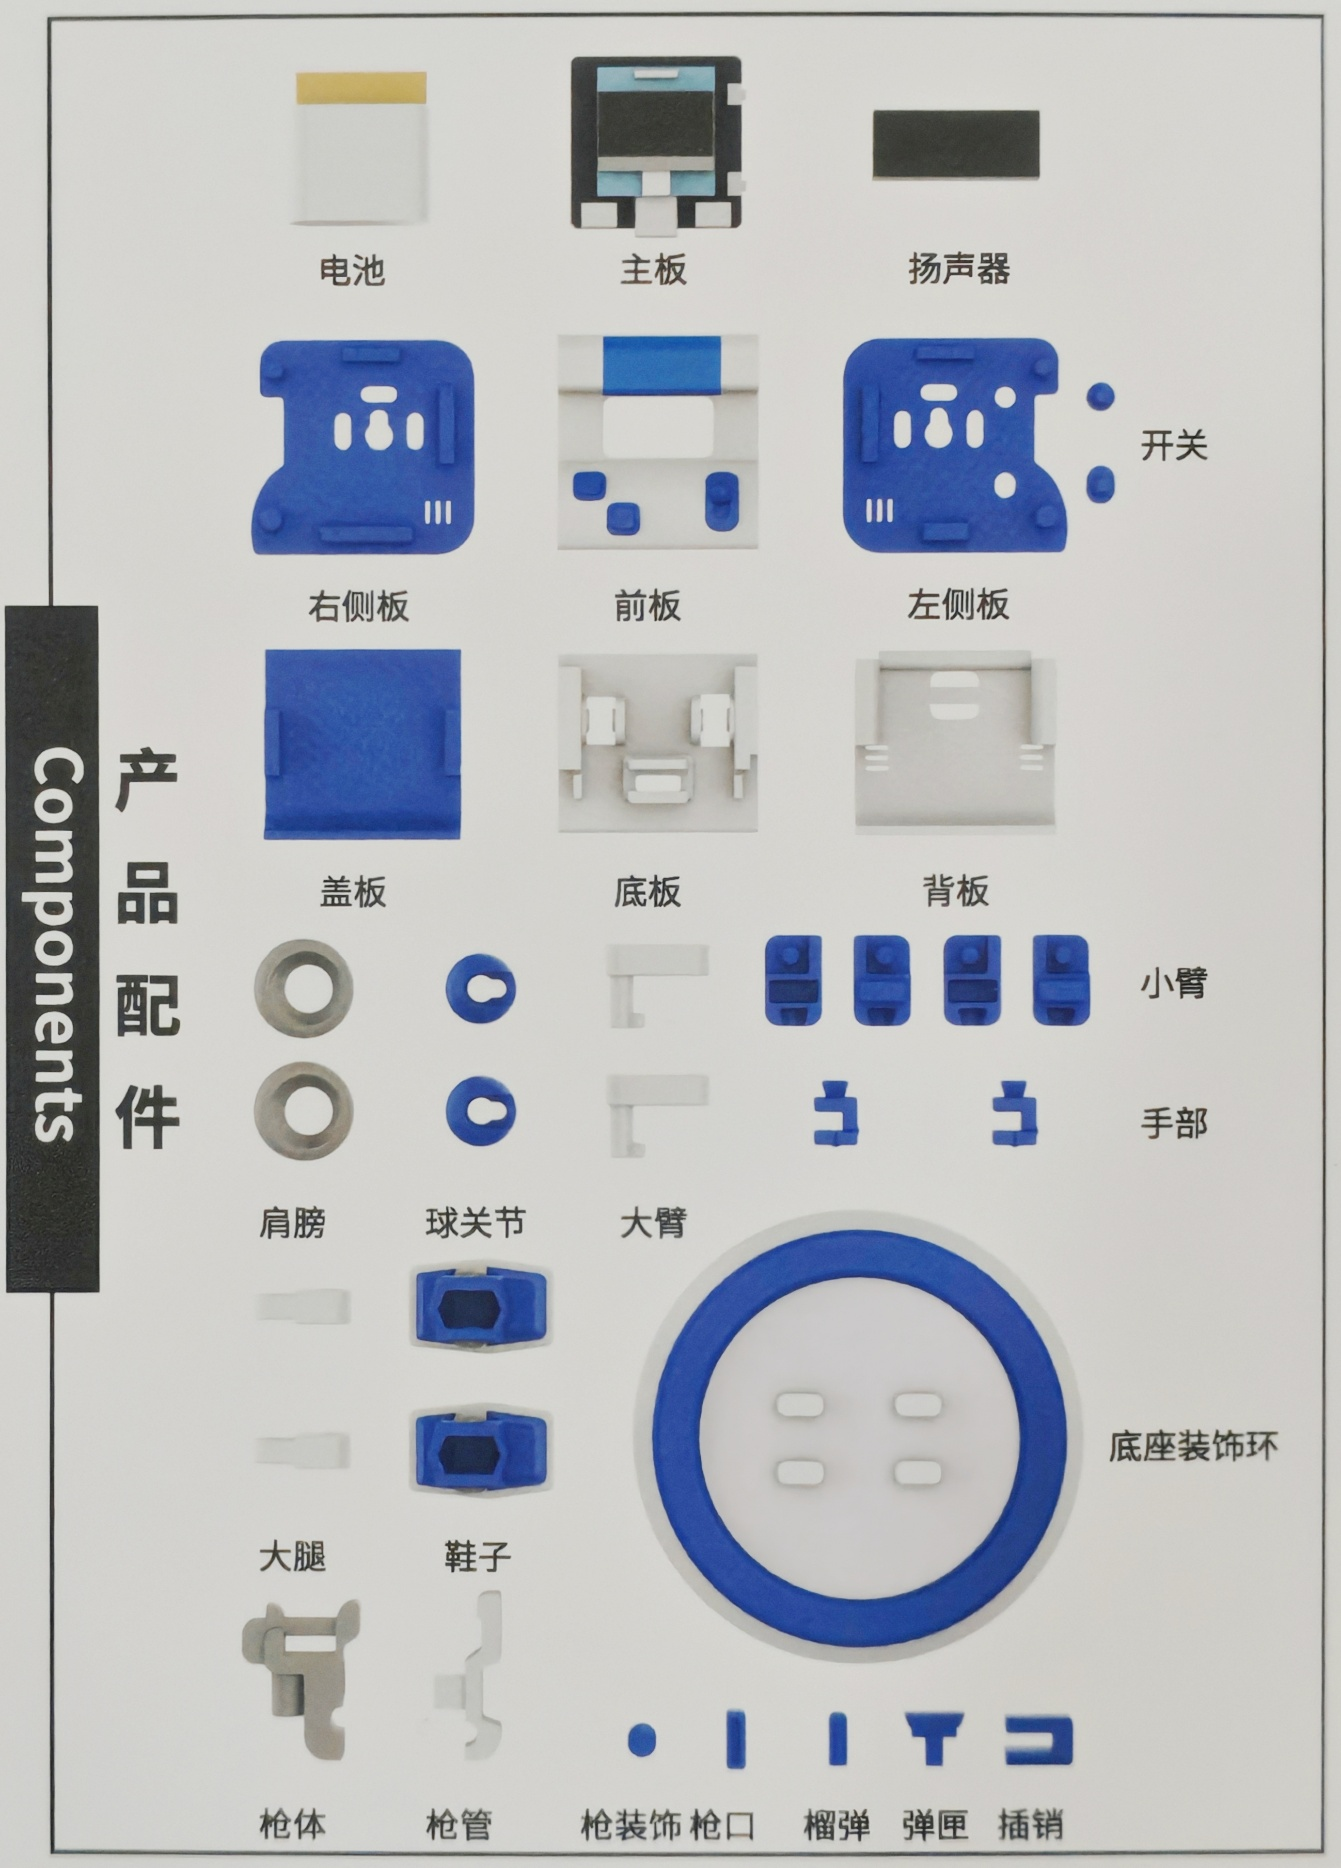 产品配件
Components
电池
主板
扬声器
右侧板
前板
左侧板
开关
盖板
底板
背板
小臂
手部
肩膀
球关节
大臂
大腿
鞋子
底座装饰环
枪体
枪管
枪装饰
枪口
榴弹
弹匣
插销